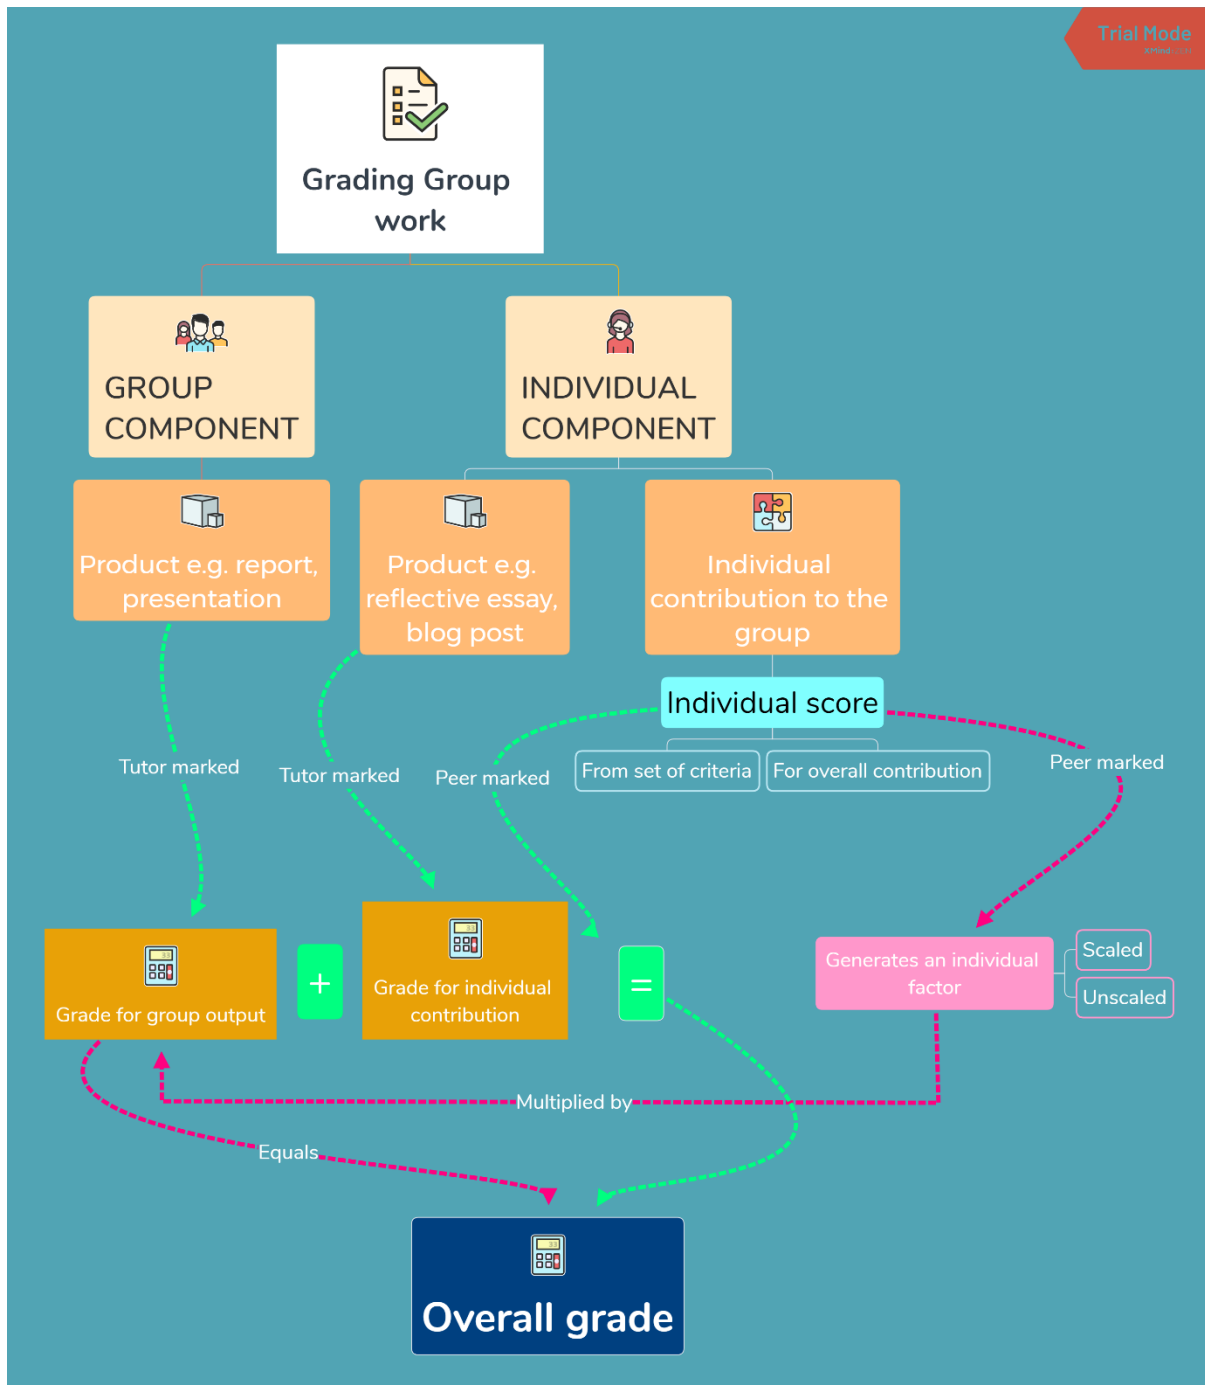 Trial Mode
XMind
Grading Group
work
GROUP
COMPONENT
INDIVIDUAL
COMPONENT
Product e.g. report,
presentation
Product e.g.
reflective essay,
blog post
Individual
contribution to the
group
Individual score
From set of criteria
For overall contribution
Tutor marked
Tutor marked
Peer marked
Peer marked
Grade for group output
+
Grade for individual
contribution
=
Generates an individual
factor
Scaled
Unscaled
Multiplied by
Equals
Overall grade